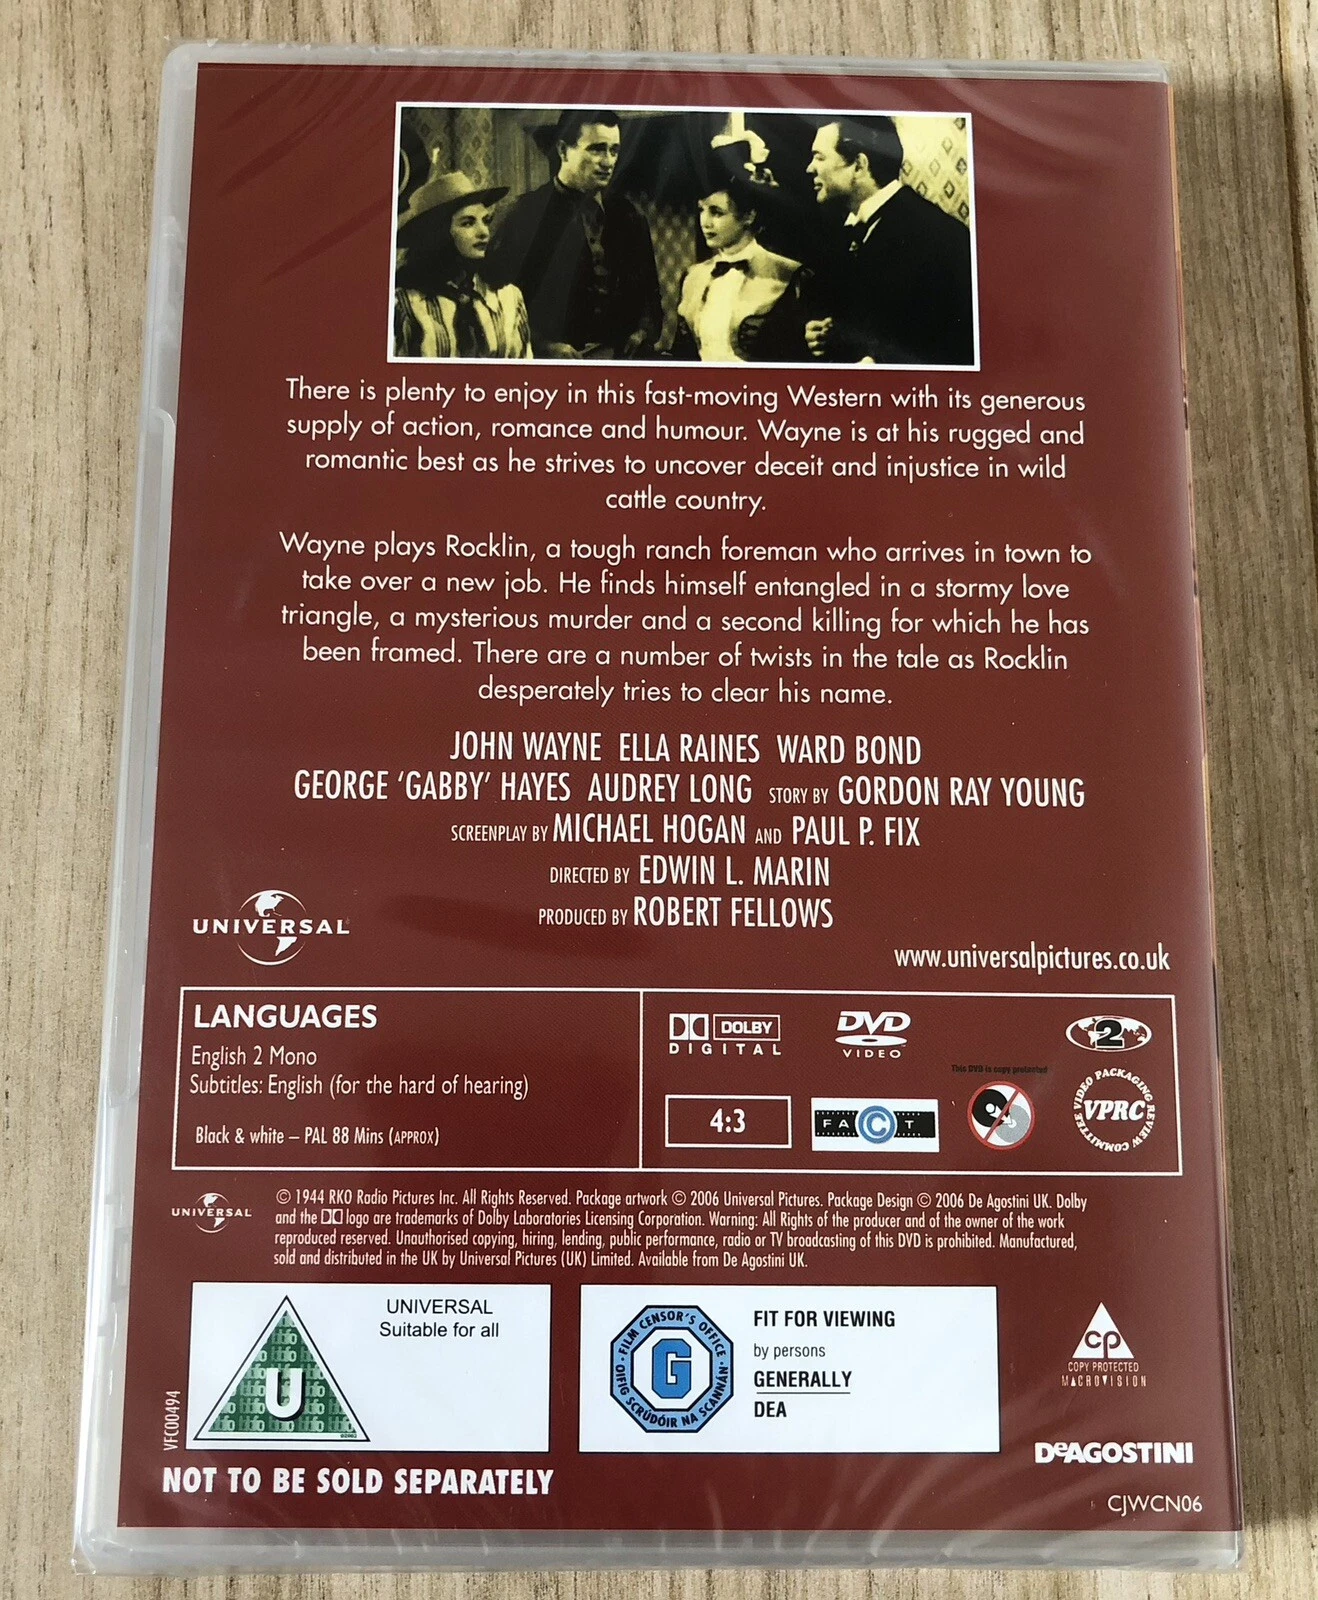 There is plenty to enjoy in this fast-moving Western with its generous
supply of action, romance and humour. Wayne is at his rugged and
romantic best as he strives to uncover deceit and injustice in wild
cattle country.
Wayne plays Rocklin, a tough ranch foreman who arrives in town to
take over a new job. He finds himself entangled in a stormy love
triangle, a mysterious murder and a second killing for which he has
been framed. There are a number of twists in the tale as Rocklin
desperately tries to clear his name.
JOHN WAYNE ELLA RAINES WARD BOND
GEORGE 'GABBY' HAYES AUDREY LONG STORY BY GORDON RAY YOUNG
SCREENPLAY BY MICHAEL HOGAN AND PAUL P. FIX
DIRECTED BY EDWIN L. MARIN
PRODUCED BY ROBERT FELLOWS
UNIVERSAL
www.universalpictures.co.uk
LANGUAGES
English 2 Mono
Subtitles: English (for the hard of hearing)
Black & white – PAL 88 Mins (APPROX)
DOLBY
DIGITAL
DVD
VIDEO
2
This DVD is copy protected
4:3
FACT
VIDEO PACKAGING REVIEW COMMITTEE
VPRC
UNIVERSAL
© 1944 RKO Radio Pictures Inc. All Rights Reserved. Package artwork © 2006 Universal Pictures. Package Design © 2006 De Agostini UK. Dolby
and the DD logo are trademarks of Dolby Laboratories Licensing Corporation. Warning: All Rights of the producer and of the owner of the work
reproduced reserved. Unauthorised copying, hiring, lending, public performance, radio or TV broadcasting of this DVD is prohibited. Manufactured,
sold and distributed in the UK by Universal Pictures (UK) Limited. Available from De Agostini UK.
U
UNIVERSAL
Suitable for all
FILM CENSOR'S OFFICE
G
OIFIG SCRÚDÓIR NA SCANNÁN
FIT FOR VIEWING
by persons
GENERALLY
DEA
CP
COPY PROTECTED
MACROVISION
VFC00494
DeAGOSTINI
NOT TO BE SOLD SEPARATELY
CJWCN06